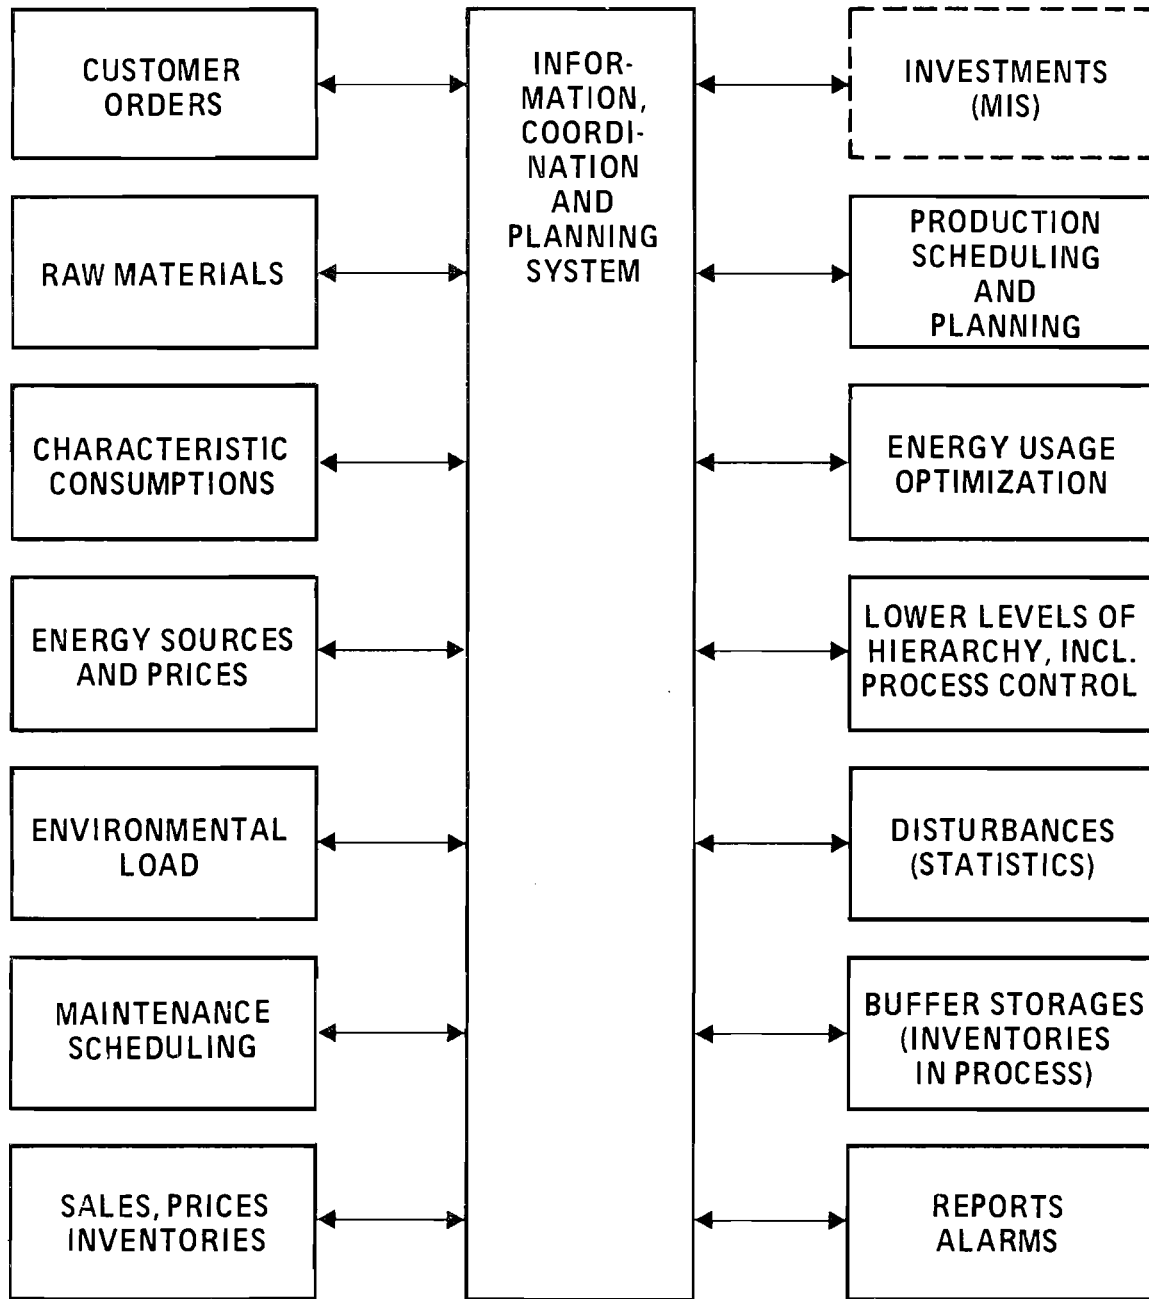 CUSTOMER
ORDERS
RAW MATERIALS
CHARACTERISTIC
CONSUMPTIONS
ENERGY SOURCES
AND PRICES
ENVIRONMENTAL
LOAD
MAINTENANCE
SCHEDULING
SALES, PRICES
INVENTORIES
INFOR-
MATION,
COORDI-
NATION
AND
PLANNING
SYSTEM
INVESTMENTS
(MIS)
PRODUCTION
SCHEDULING
AND
PLANNING
ENERGY USAGE
OPTIMIZATION
LOWER LEVELS OF
HIERARCHY, INCL.
PROCESS CONTROL
DISTURBANCES
(STATISTICS)
BUFFER STORAGES
(INVENTORIES
IN PROCESS)
REPORTS
ALARMS